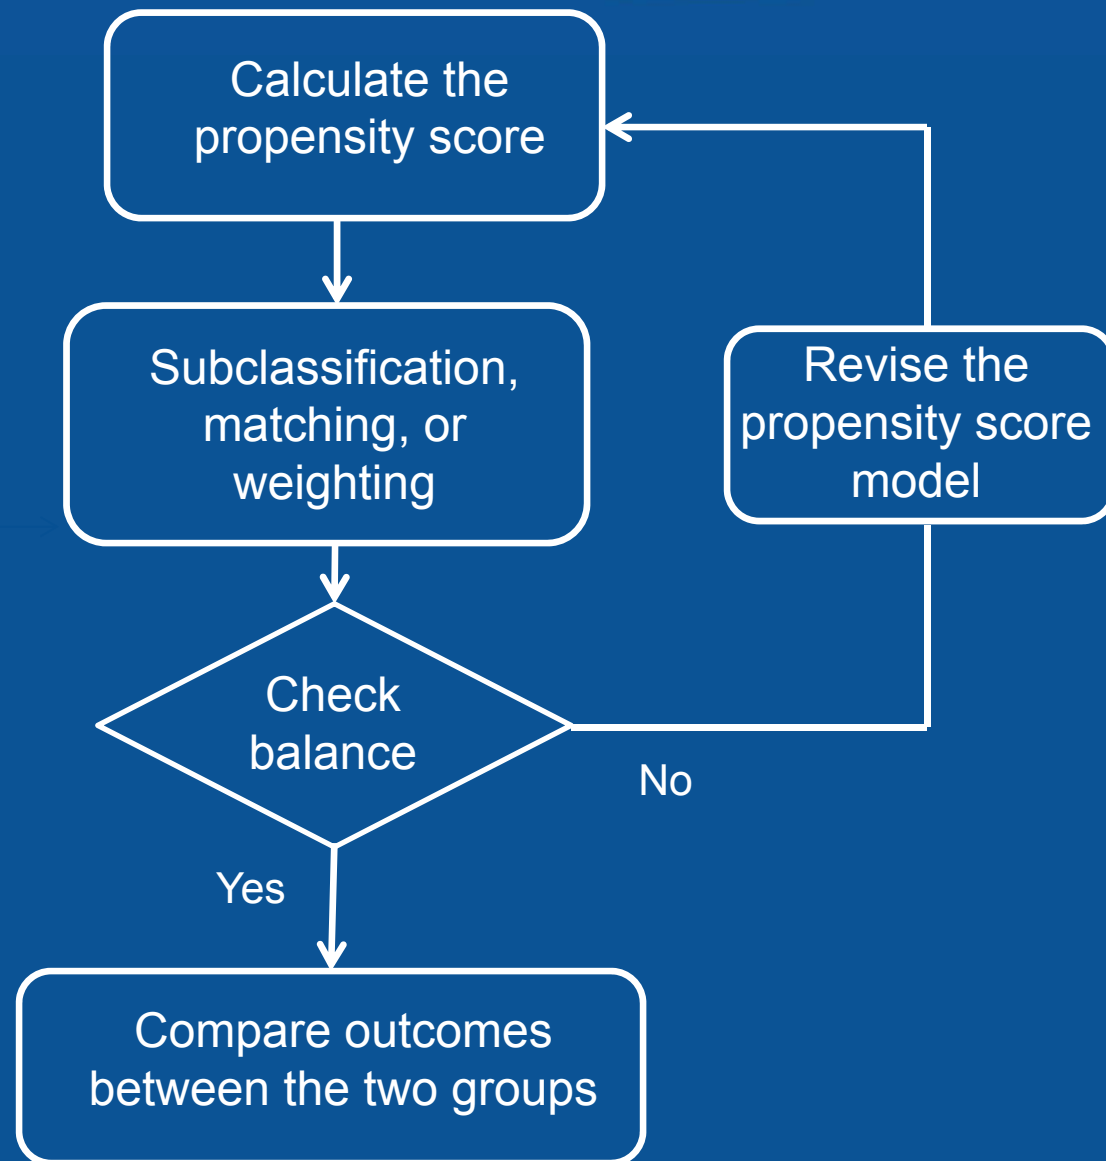 Calculate the
propensity score
Subclassification,
matching, or
weighting
Revise the
propensity score
model
Check
balance
No
Yes
Compare outcomes
between the two groups